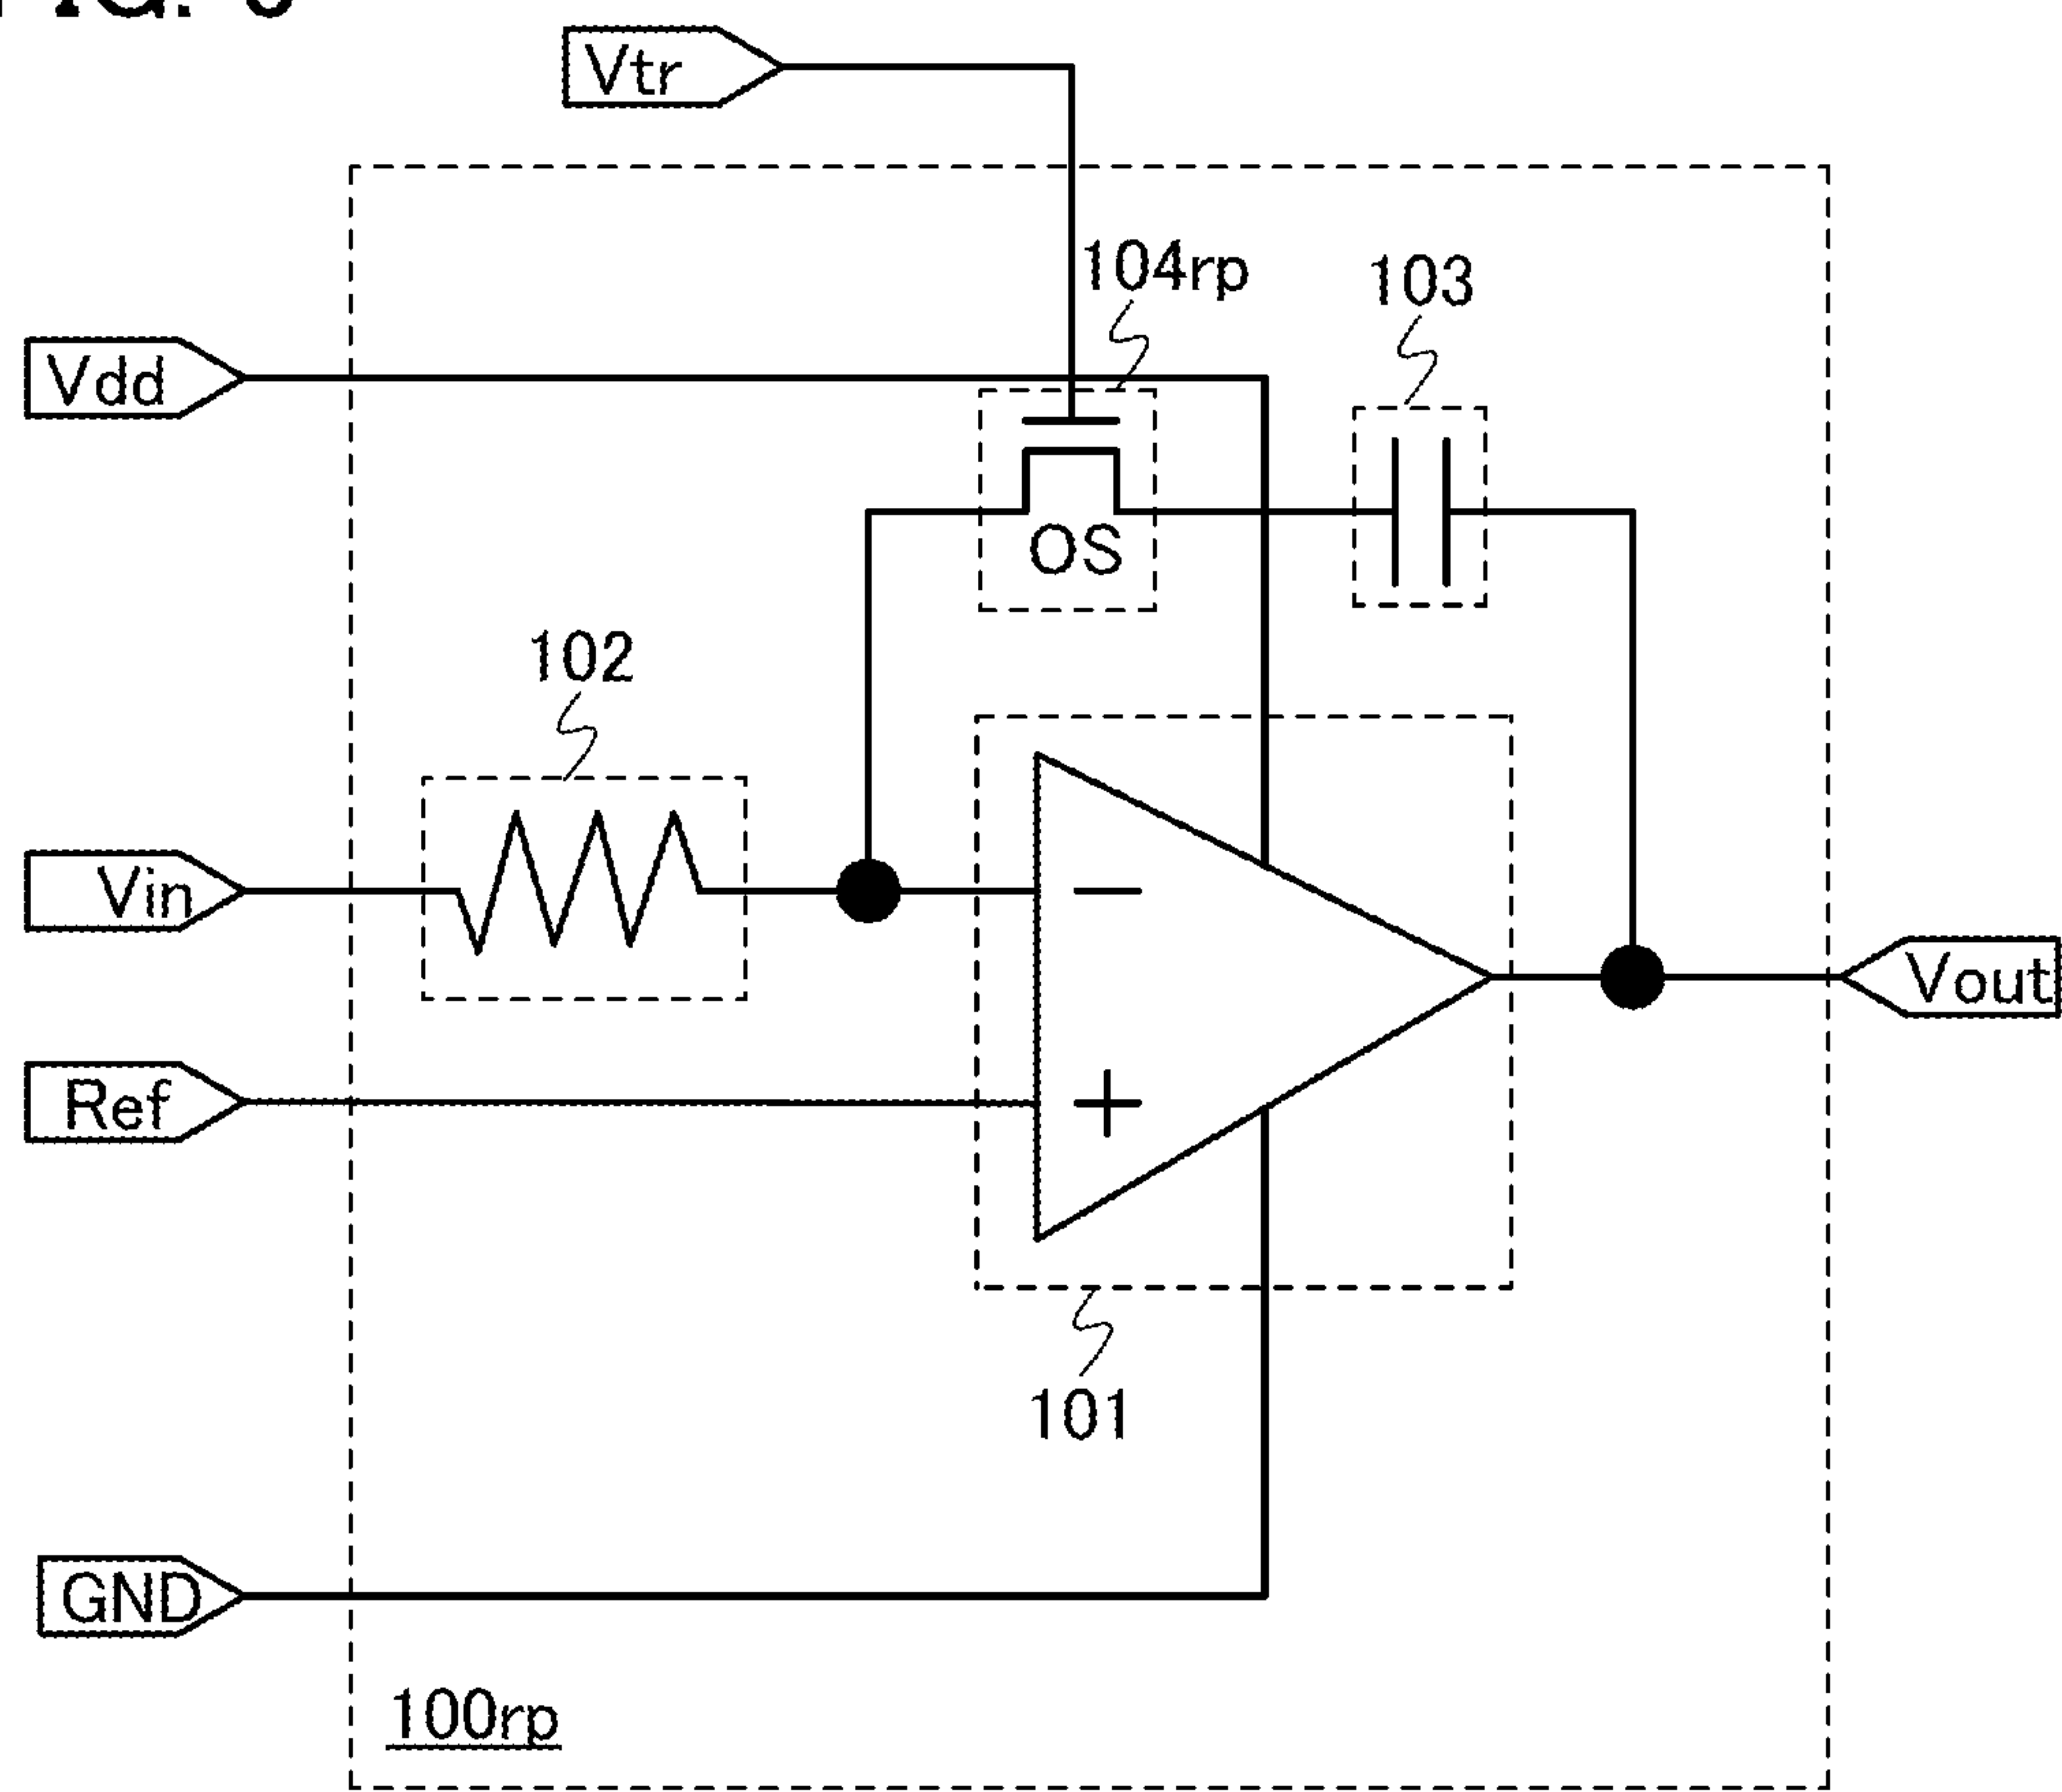 Vtr
104rp
103
Vdd
OS
102
Vin
−
Vout
Ref
+
101
GND
100rp